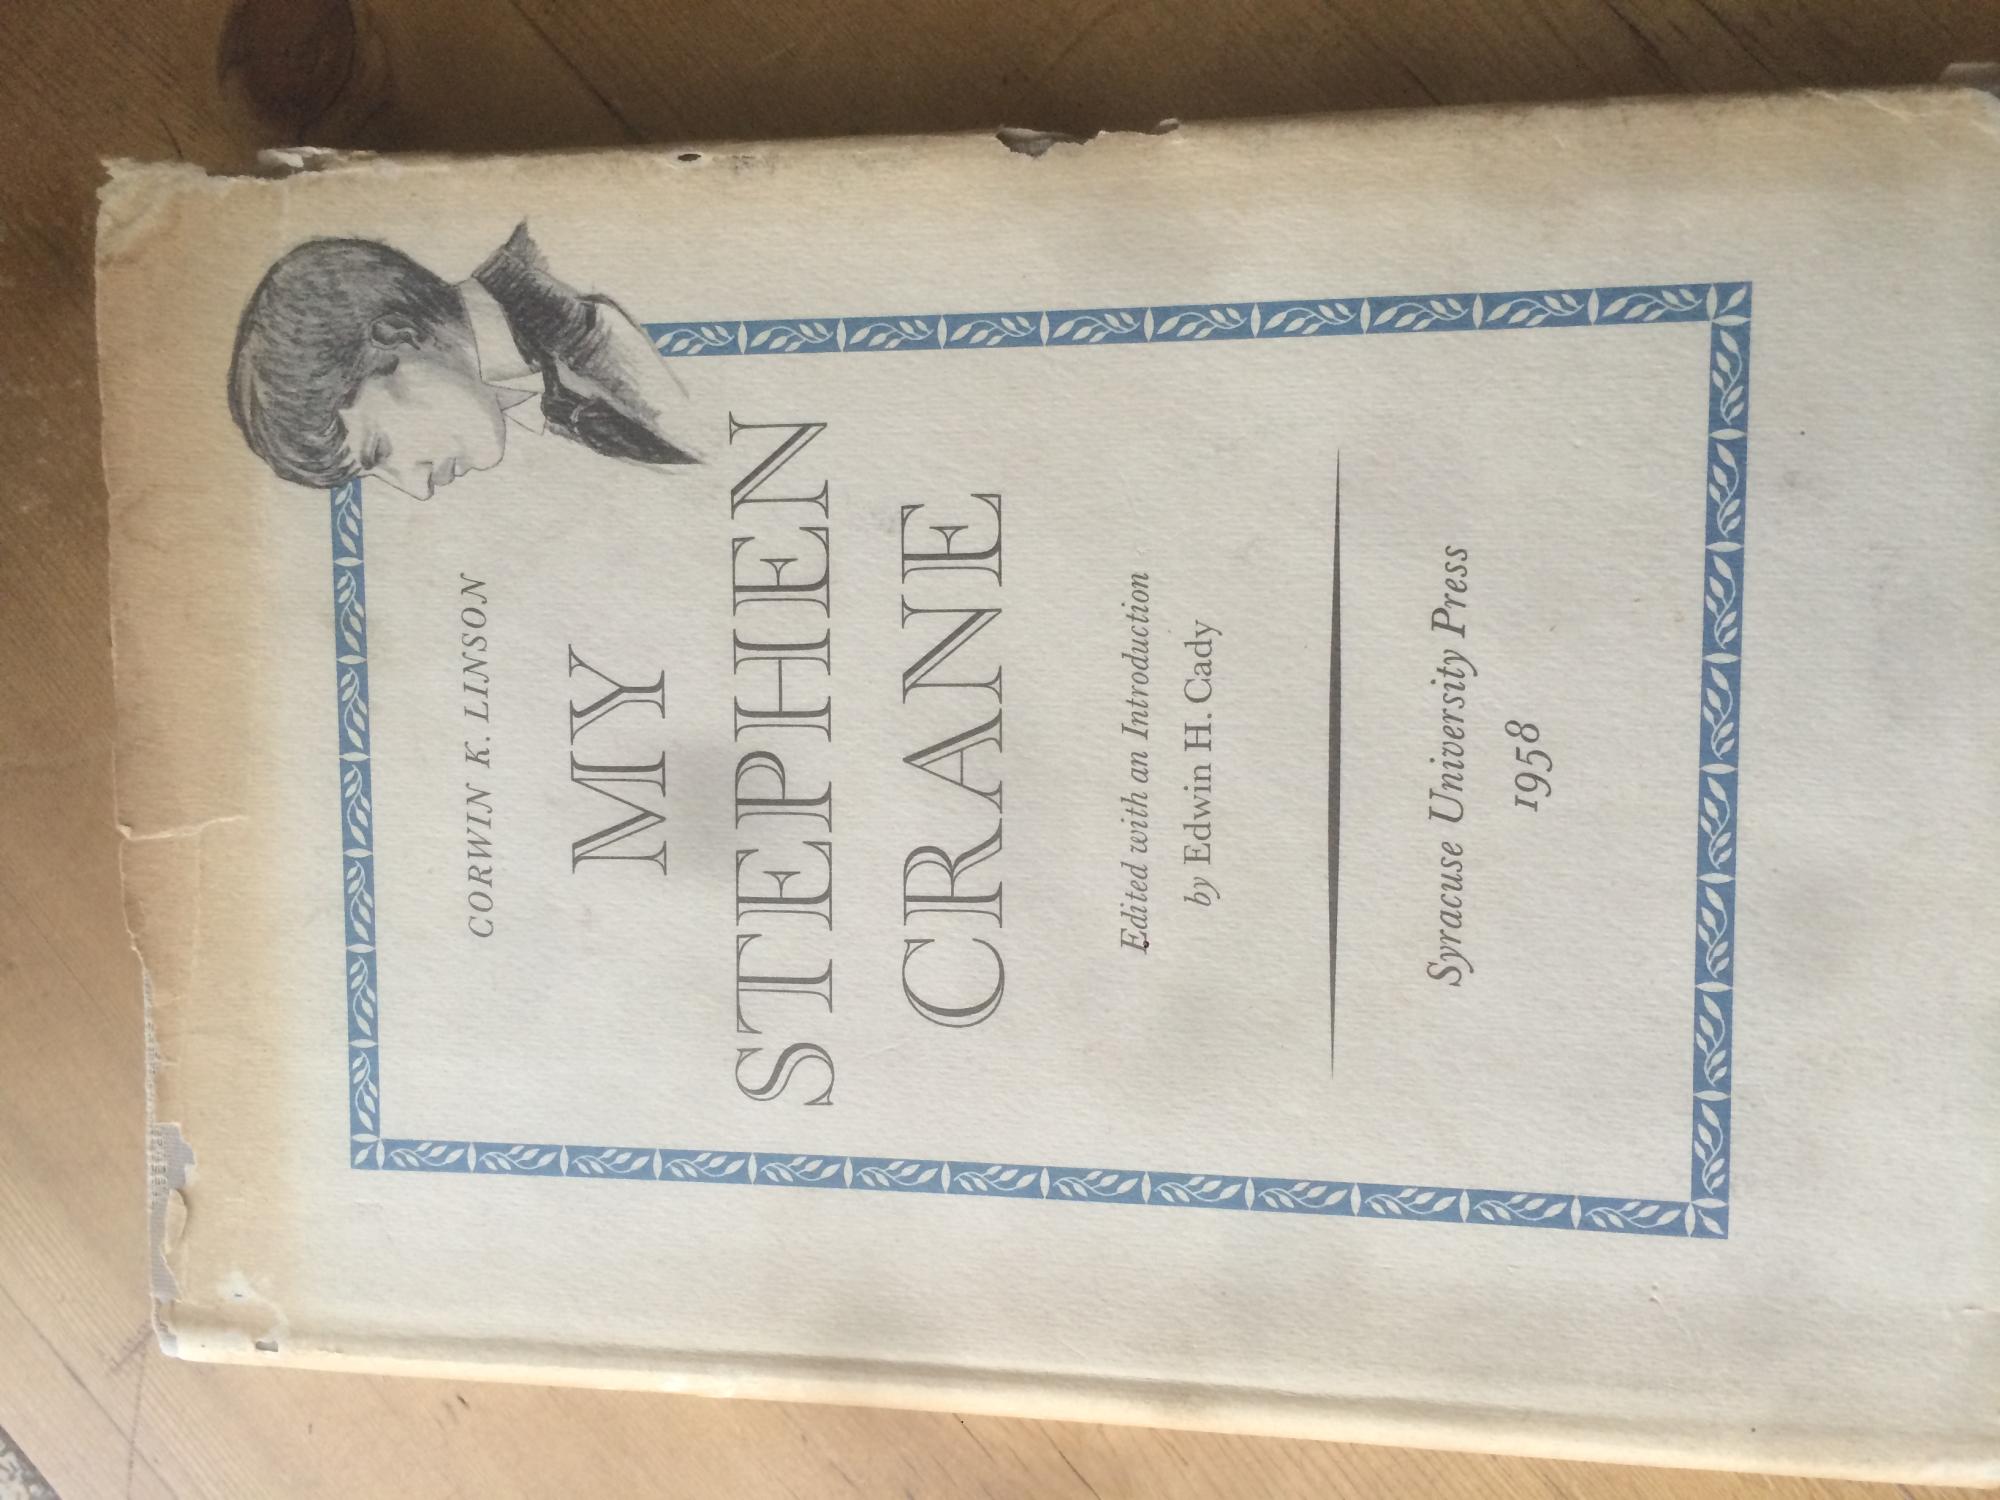 CORWIN K. LINSON
MY
STEPHEN
CRANE
Edited with an Introduction
by Edwin H. Cady
Syracuse University Press
1958